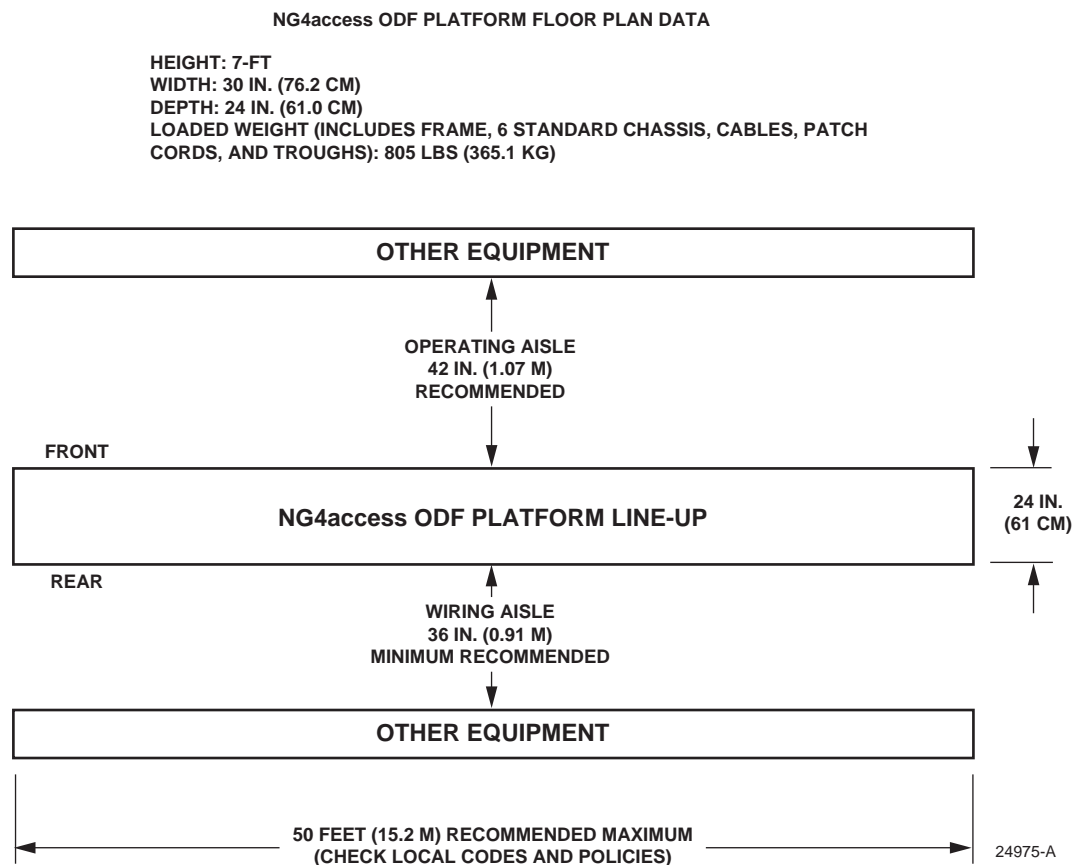 NG4access ODF PLATFORM FLOOR PLAN DATA
HEIGHT: 7-FT
WIDTH: 30 IN. (76.2 CM)
DEPTH: 24 IN. (61.0 CM)
LOADED WEIGHT (INCLUDES FRAME, 6 STANDARD CHASSIS, CABLES, PATCH
CORDS, AND TROUGHS): 805 LBS (365.1 KG)
OTHER EQUIPMENT
OPERATING AISLE
42 IN. (1.07 M)
RECOMMENDED
FRONT
NG4access ODF PLATFORM LINE-UP
24 IN.
(61 CM)
REAR
WIRING AISLE
36 IN. (0.91 M)
MINIMUM RECOMMENDED
OTHER EQUIPMENT
50 FEET (15.2 M) RECOMMENDED MAXIMUM
(CHECK LOCAL CODES AND POLICIES)
24975-A